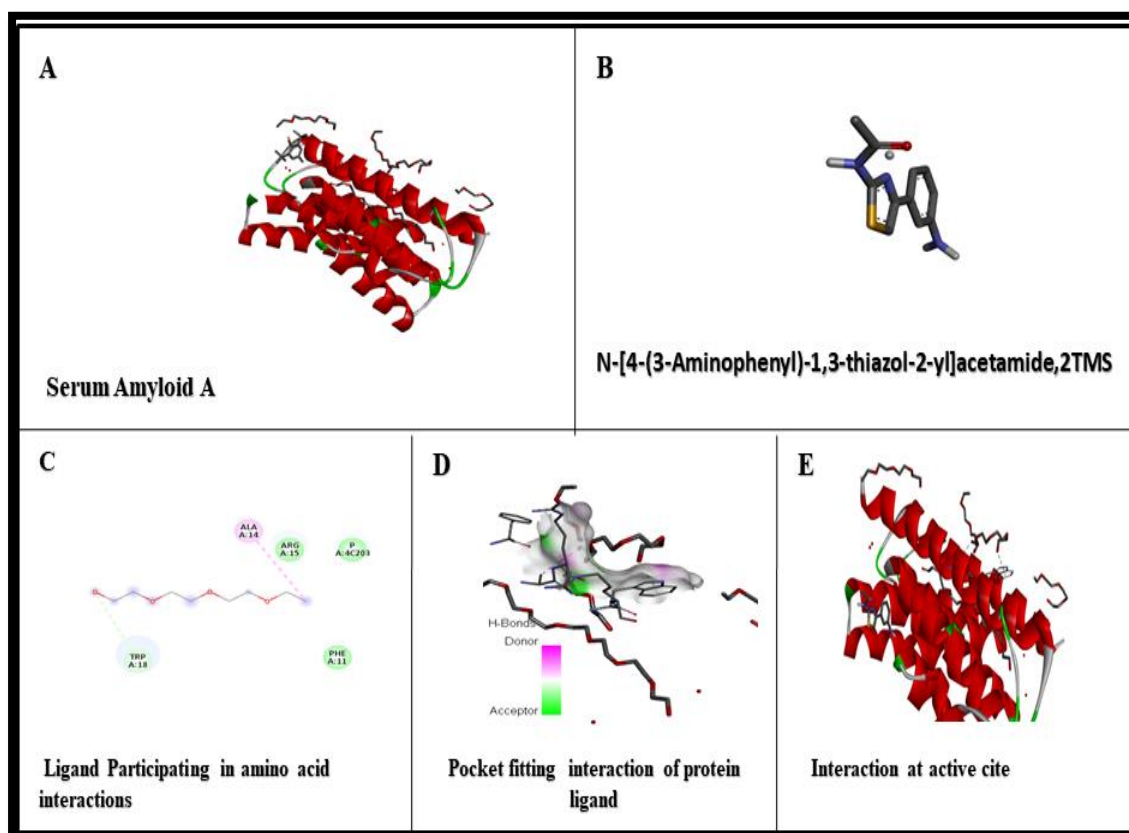 A
B
Serum Amyloid A
N-[4-(3-Aminophenyl)-1,3-thiazol-2-yl]acetamide,2TMS
C
ALA
A:14
ARG
A:15
P
A:4C203
TRP
A:18
PHE
A:11
Ligand Participating in amino acid
interactions
D
H-Bonds
Donor
Acceptor
Pocket fitting interaction of protein
ligand
E
Interaction at active cite